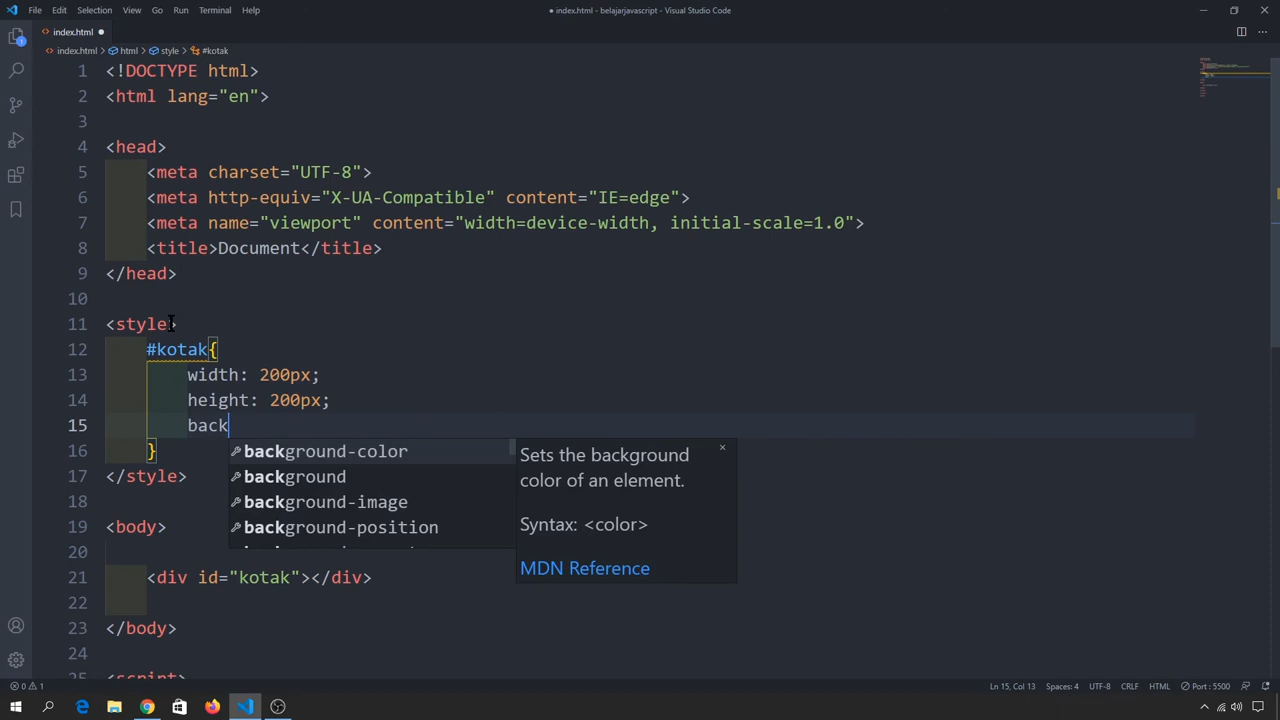 File Edit Selection View Go Run Terminal Help
● index.html - belajarjavascript - Visual Studio Code
index.html ●
index.html > html > style > #kotak
1 <!DOCTYPE html>
2 <html lang="en">
3
4 <head>
5 <meta charset="UTF-8">
6 <meta http-equiv="X-UA-Compatible" content="IE=edge">
7 <meta name="viewport" content="width=device-width, initial-scale=1.0">
8 <title>Document</title>
9 </head>
10
11 <style>
12 #kotak{
13 width: 200px;
14 height: 200px;
15 back
16 }
background-color
background
background-image
background-position
Sets the background
color of an element.
Syntax: <color>
MDN Reference
17 </style>
18
19 <body>
20
21 <div id="kotak"></div>
22
23 </body>
24
1
0 1
Ln 15, Col 13 Spaces: 4 UTF-8 CRLF HTML Port : 5500